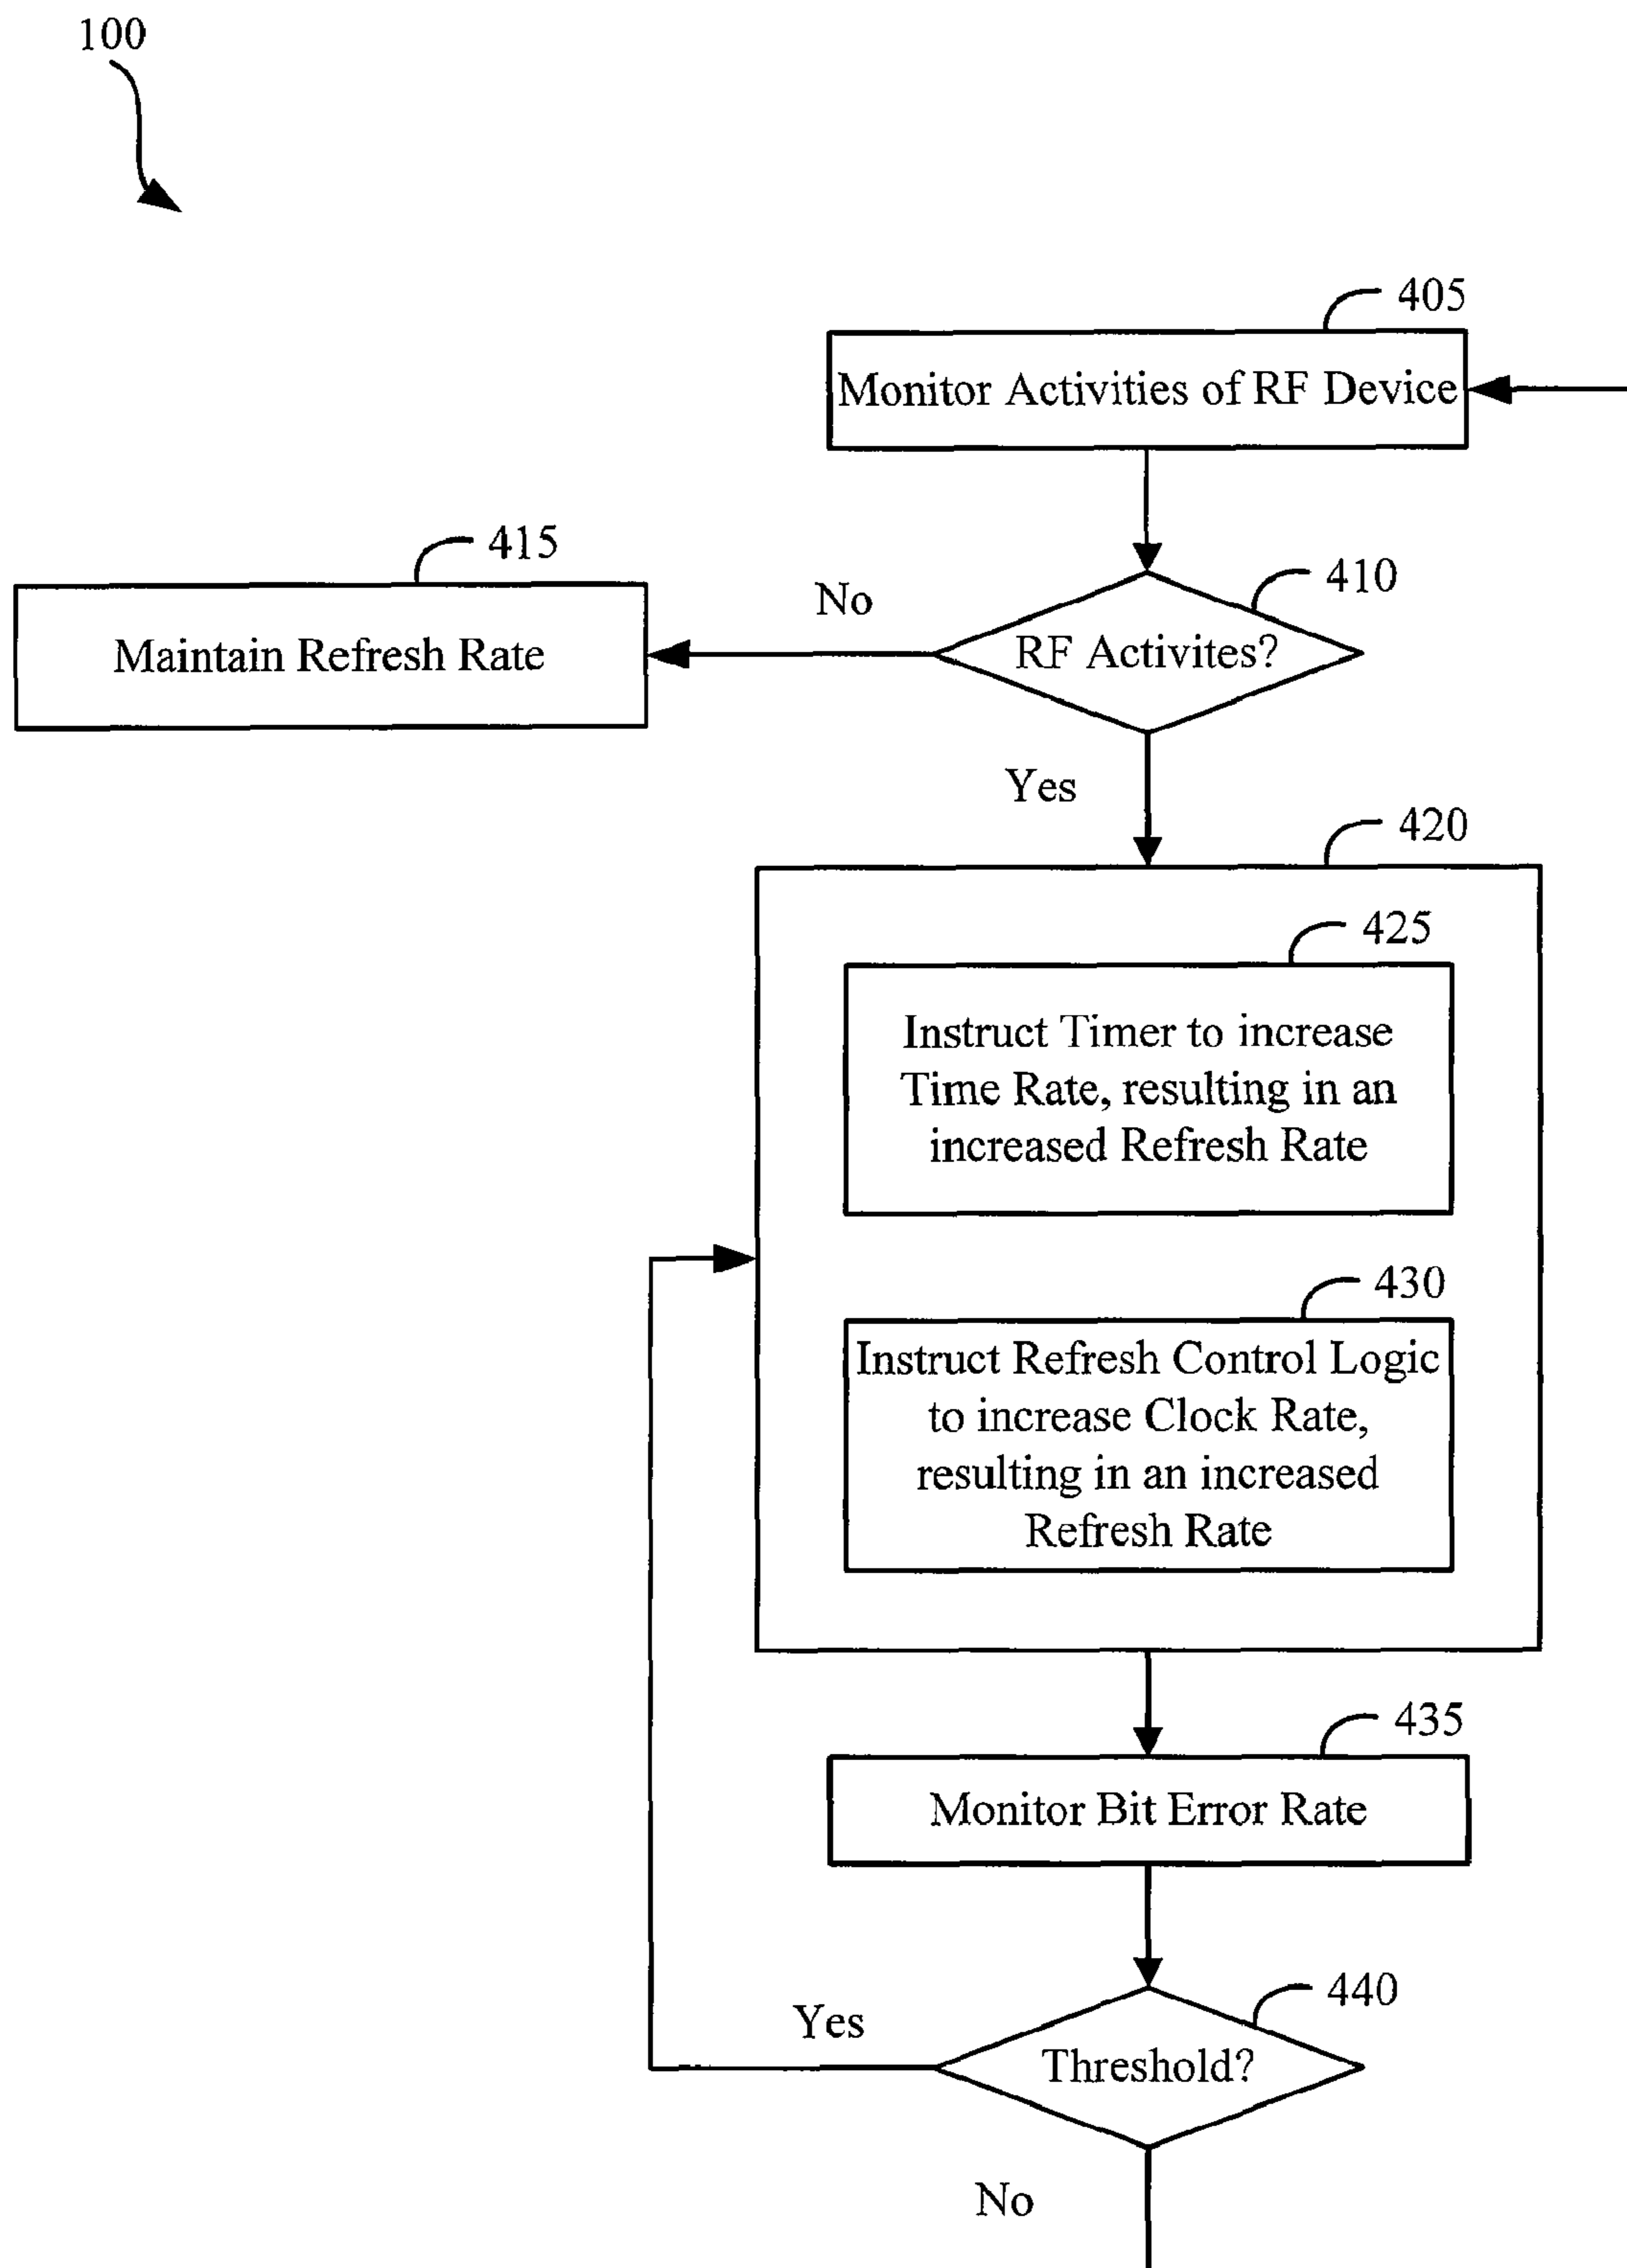 100
405
Monitor Activities of RF Device
415
410
No
Maintain Refresh Rate
RF Activites?
Yes
420
425
Instruct Timer to increase
Time Rate, resulting in an
increased Refresh Rate
430
Instruct Refresh Control Logic
to increase Clock Rate,
resulting in an increased
Refresh Rate
435
Monitor Bit Error Rate
440
Yes
Threshold?
No